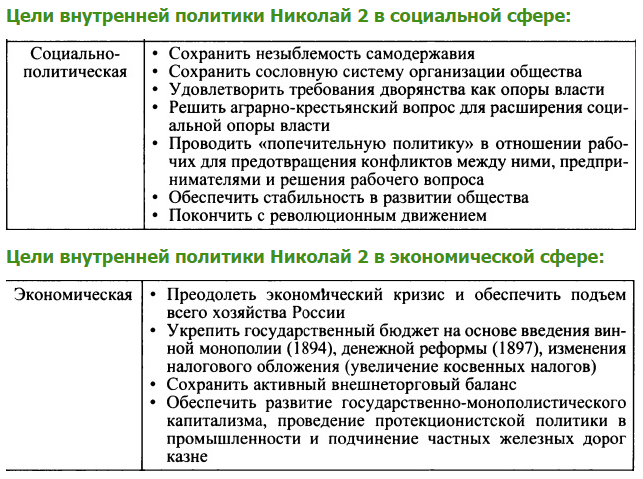 Цели внутренней политики Николай 2 в социальной сфере:
Социально-
политическая
• Сохранить незыблемость самодержавия
• Сохранить сословную систему организации общества
• Удовлетворить требования дворянства как опоры власти
• Решить аграрно-крестьянский вопрос для расширения соци-
альной опоры власти
• Проводить «попечительную политику» в отношении рабо-
чих для предотвращения конфликтов между ними, предпри-
нимателями и решения рабочего вопроса
• Обеспечить стабильность в развитии общества
• Покончить с революционным движением
Цели внутренней политики Николай 2 в экономической сфере:
Экономическая
• Преодолеть экономический кризис и обеспечить подъем
всего хозяйства России
• Укрепить государственный бюджет на основе введения вин-
ной монополии (1894), денежной реформы (1897), изменения
налогового обложения (увеличение косвенных налогов)
• Сохранить активный внешнеторговый баланс
• Обеспечить развитие государственно-монополистического
капитализма, проведение протекционистской политики в
промышленности и подчинение частных железных дорог
казне